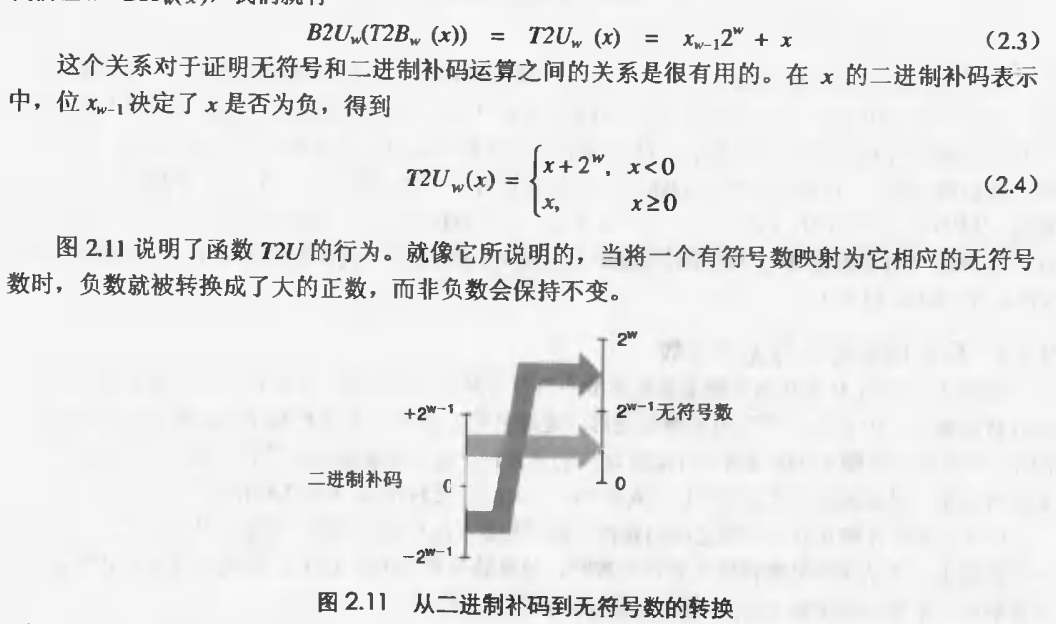 B2U_w(T2B_w (x)) = T2U_w (x) = x_{w-1}2^w + x (2.3)
这个关系对于证明无符号和二进制补码运算之间的关系是很有用的。在 x 的二进制补码表示
中，位 x_{w-1} 决定了 x 是否为负，得到
T2U_w(x) = { x+2^w, x<0 (2.4)
x, x≥0
图 2.11 说明了函数 T2U 的行为。就像它所说明的，当将一个有符号数映射为它相应的无符号
数时，负数就被转换成了大的正数，而非负数会保持不变。
2^w
+2^{w-1}
2^{w-1} 无符号数
二进制补码
0
0
-2^{w-1}
图 2.11 从二进制补码到无符号数的转换